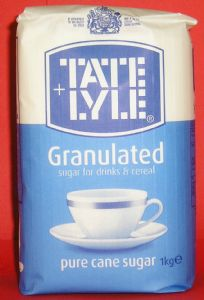 TATE
+
LYLE®
Granulated
sugar for drinks & cereal
pure cane sugar 1kg℮